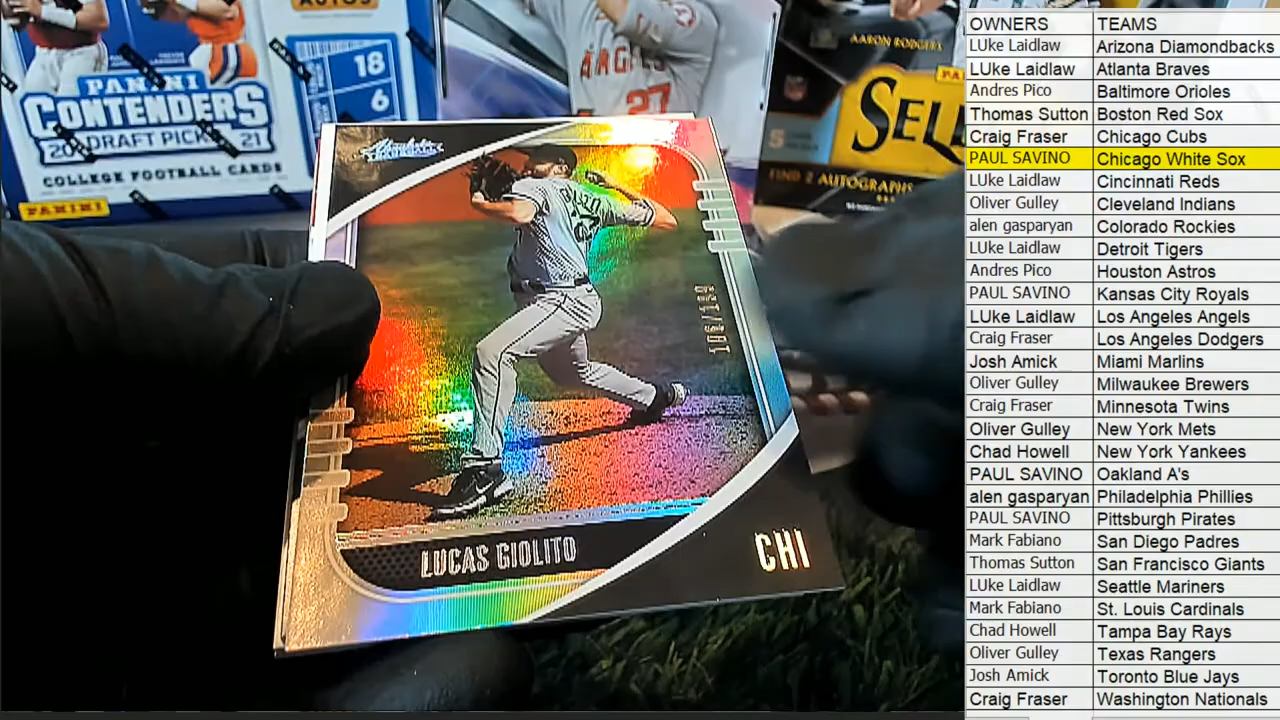 AUTOS
18
6
PANINI
CONTENDERS
20 DRAFT PICKS 21
COLLEGE FOOTBALL CARDS
PANINI
ANGELS
27
AARON RODGERS
SEL
5
FIND 2 AUTOGRAPHS
Absolute
LUCAS GIOLITO
CHI
OWNERS TEAMS
LUke Laidlaw Arizona Diamondbacks
LUke Laidlaw Atlanta Braves
Andres Pico Baltimore Orioles
Thomas Sutton Boston Red Sox
Craig Fraser Chicago Cubs
PAUL SAVINO Chicago White Sox
LUke Laidlaw Cincinnati Reds
Oliver Gulley Cleveland Indians
alen gasparyan Colorado Rockies
LUke Laidlaw Detroit Tigers
Andres Pico Houston Astros
PAUL SAVINO Kansas City Royals
LUke Laidlaw Los Angeles Angels
Craig Fraser Los Angeles Dodgers
Josh Amick Miami Marlins
Oliver Gulley Milwaukee Brewers
Craig Fraser Minnesota Twins
Oliver Gulley New York Mets
Chad Howell New York Yankees
PAUL SAVINO Oakland A's
alen gasparyan Philadelphia Phillies
PAUL SAVINO Pittsburgh Pirates
Mark Fabiano San Diego Padres
Thomas Sutton San Francisco Giants
LUke Laidlaw Seattle Mariners
Mark Fabiano St. Louis Cardinals
Chad Howell Tampa Bay Rays
Oliver Gulley Texas Rangers
Josh Amick Toronto Blue Jays
Craig Fraser Washington Nationals